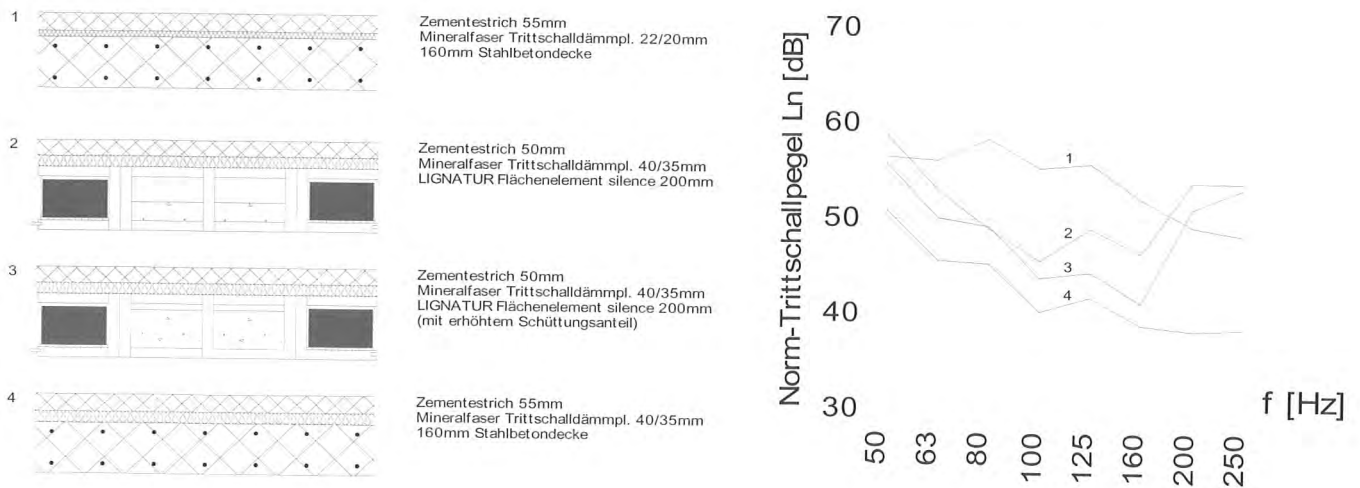 1
Zementestrich 55mm
Mineralfaser Trittschalldämmpl. 22/20mm
160mm Stahlbetondecke
2
Zementestrich 50mm
Mineralfaser Trittschalldämmpl. 40/35mm
LIGNATUR Flächenelement silence 200mm
3
Zementestrich 50mm
Mineralfaser Trittschalldämmpl. 40/35mm
LIGNATUR Flächenelement silence 200mm
(mit erhöhtem Schüttungsanteil)
4
Zementestrich 55mm
Mineralfaser Trittschalldämmpl. 40/35mm
160mm Stahlbetondecke
Norm-Trittschallpegel Ln [dB]
70
60
50
40
30
1
2
3
4
f [Hz]
50 63 80 100 125 160 200 250